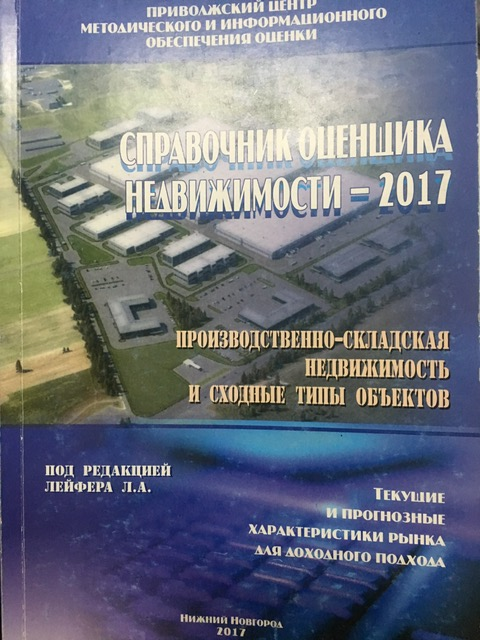 ПРИВОЛЖСКИЙ ЦЕНТР
МЕТОДИЧЕСКОГО И ИНФОРМАЦИОННОГО
ОБЕСПЕЧЕНИЯ ОЦЕНКИ
СПРАВОЧНИК ОЦЕНЩИКА
НЕДВИЖИМОСТИ – 2017
ПРОИЗВОДСТВЕННО-СКЛАДСКАЯ
НЕДВИЖИМОСТЬ
И СХОДНЫЕ ТИПЫ ОБЪЕКТОВ
ПОД РЕДАКЦИЕЙ
ЛЕЙФЕРА Л.А.
ТЕКУЩИЕ
И ПРОГНОЗНЫЕ
ХАРАКТЕРИСТИКИ РЫНКА
ДЛЯ ДОХОДНОГО ПОДХОДА
НИЖНИЙ НОВГОРОД
2017